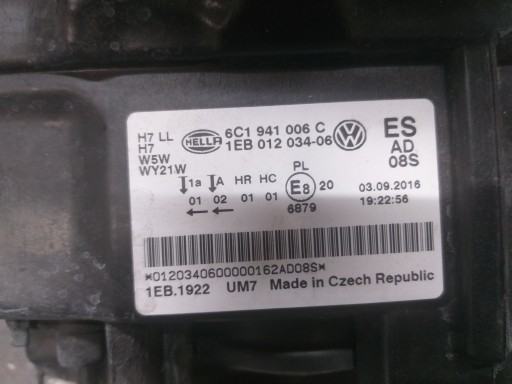 H7 LL
H7
W5W
WY21W
HELLA
6C1 941 006 C
1EB 012 034-06
VW
ES
AD
08S
1a A HR HC
01 02 01 01
PL
E8 20
6879
03.09.2016
19:22:56
*0120340600000162AD08S*
1EB.1922 UM7 Made in Czech Republic